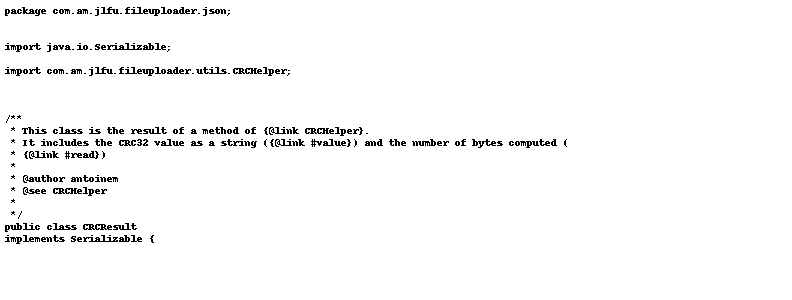 package com.am.jlfu.fileuploader.json;
import java.io.Serializable;
import com.am.jlfu.fileuploader.utils.CRCHelper;
/**
 * This class is the result of a method of {@link CRCHelper}.
 * It includes the CRC32 value as a string ({@link #value}) and the number of bytes computed (
 * {@link #read})
 *
 * @author antoinem
 * @see CRCHelper
 *
 */
public class CRCResult
implements Serializable {